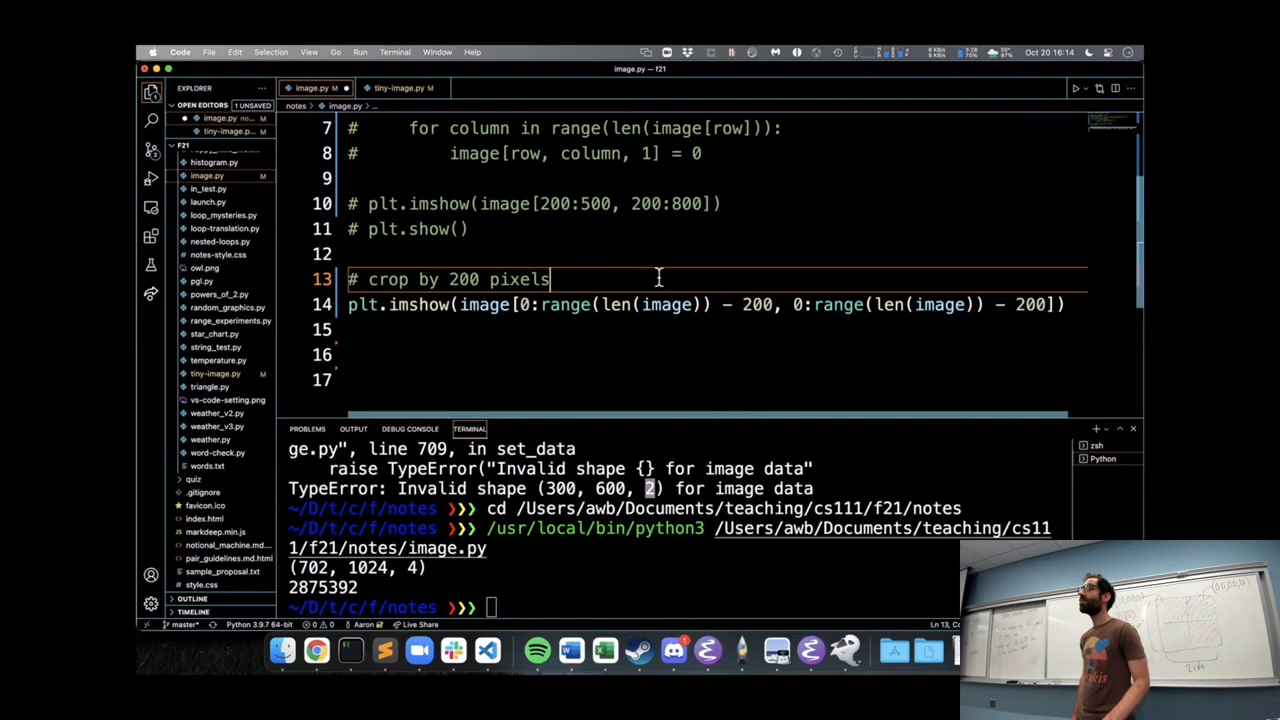 Code File Edit Selection View Go Run Terminal Window Help Oct 20 16:14
image.py — f21
EXPLORER
image.py M
tiny-image.py M
OPEN EDITORS 1 UNSAVED
notes > image.py > ...
image.py no...
tiny-image.p... M
F21
histogram.py
image.py M
in_test.py
launch.py
loop_mysteries.py
loop-translation.py
nested-loops.py
notes-style.css
owl.png
pgl.py
powers_of_2.py
random_graphics.py
range_experiments.py
star_chart.py
string_test.py
temperature.py
tiny-image.py M
triangle.py
vs-code-setting.png
weather_v2.py
weather_v3.py
weather.py
word-check.py
words.txt
quiz
.gitignore
favicon.ico
index.html
markdeep.min.js
notional_machine.md...
pair_guidelines.md.html
sample_proposal.txt
style.css
OUTLINE
TIMELINE
7 # for column in range(len(image[row])):
8 # image[row, column, 1] = 0
9
10 # plt.imshow(image[200:500, 200:800])
11 # plt.show()
12
13 # crop by 200 pixels
14 plt.imshow(image[0:range(len(image)) - 200, 0:range(len(image)) - 200])
15
16
17
PROBLEMS OUTPUT DEBUG CONSOLE TERMINAL
zsh
Python
ge.py", line 709, in set_data
raise TypeError("Invalid shape {} for image data"
TypeError: Invalid shape (300, 600, 2) for image data
~/D/t/c/f/notes ❯❯❯ cd /Users/awb/Documents/teaching/cs111/f21/notes
~/D/t/c/f/notes ❯❯❯ /usr/local/bin/python3 /Users/awb/Documents/teaching/cs11
1/f21/notes/image.py
(702, 1024, 4)
2875392
~/D/t/c/f/notes ❯❯❯
master* 0 0 Python 3.9.7 64-bit 0 0 Aaron Live Share Ln 13, Co